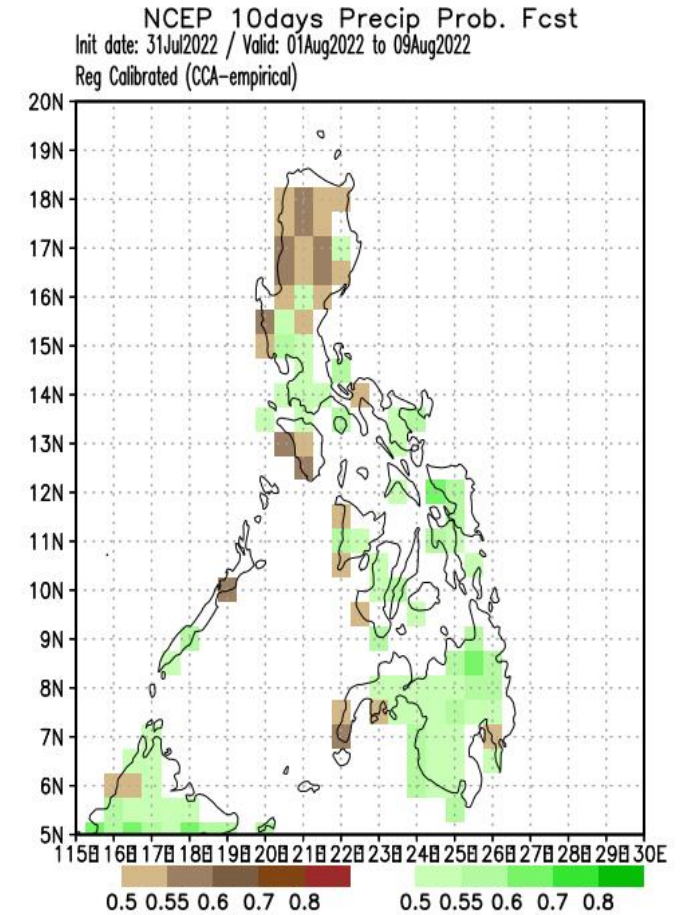 NCEP 10days Precip Prob. Fcst
Init date: 31Jul2022 / Valid: 01Aug2022 to 09Aug2022
Reg Calibrated (CCA-empirical)
20N
19N
18N
17N
16N
15N
14N
13N
12N
11N
10N
9N
8N
7N
6N
5N
115E 116E 117E 118E 119E 120E 121E 122E 123E 124E 125E 126E 127E 128E 129E 130E
0.5 0.55 0.6 0.7 0.8 0.5 0.55 0.6 0.7 0.8